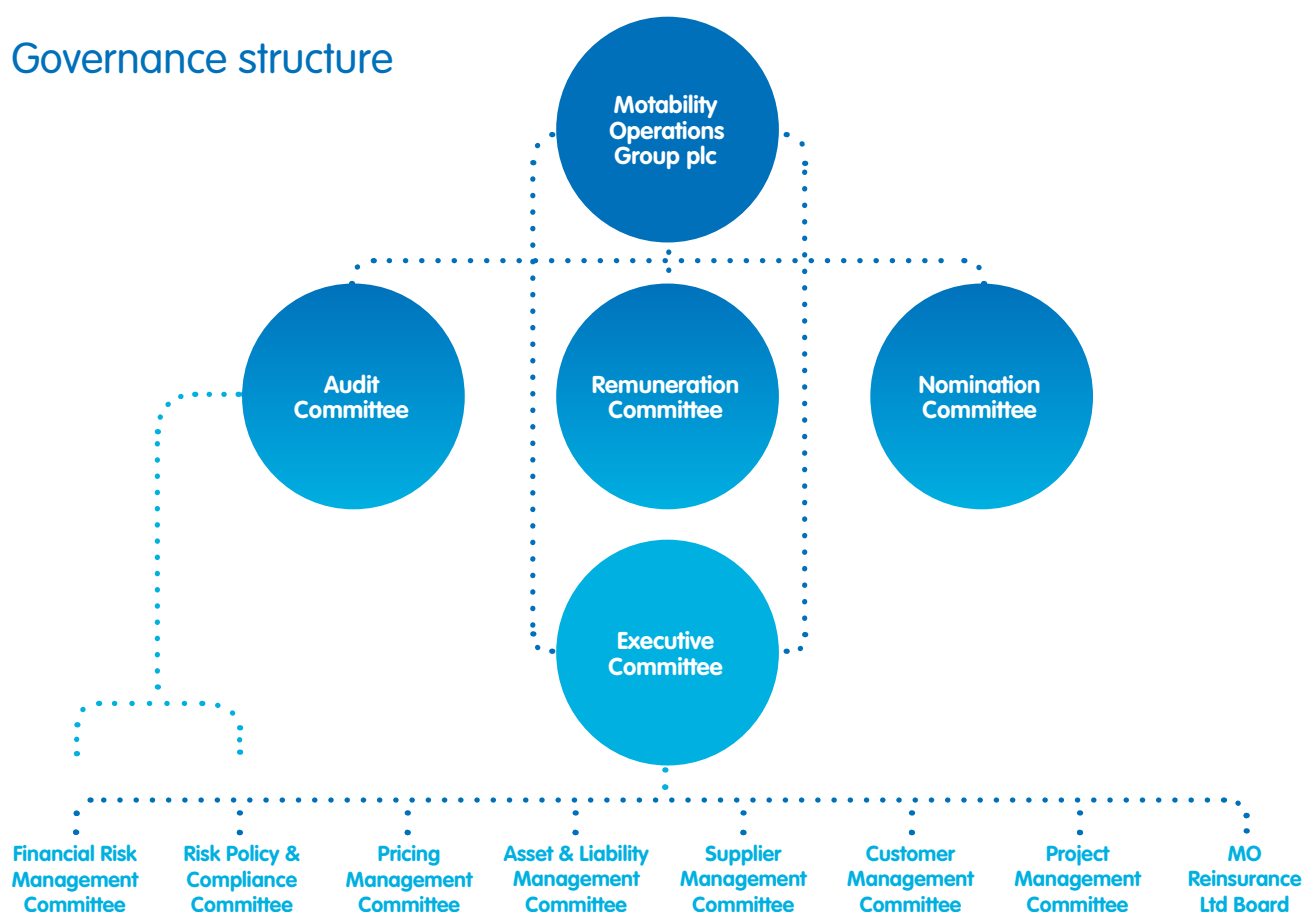 Governance structure
Motability
Operations
Group plc
Audit
Committee
Remuneration
Committee
Nomination
Committee
Executive
Committee
Financial Risk
Management
Committee
Risk Policy &
Compliance
Committee
Pricing
Management
Committee
Asset & Liability
Management
Committee
Supplier
Management
Committee
Customer
Management
Committee
Project
Management
Committee
MO
Reinsurance
Ltd Board